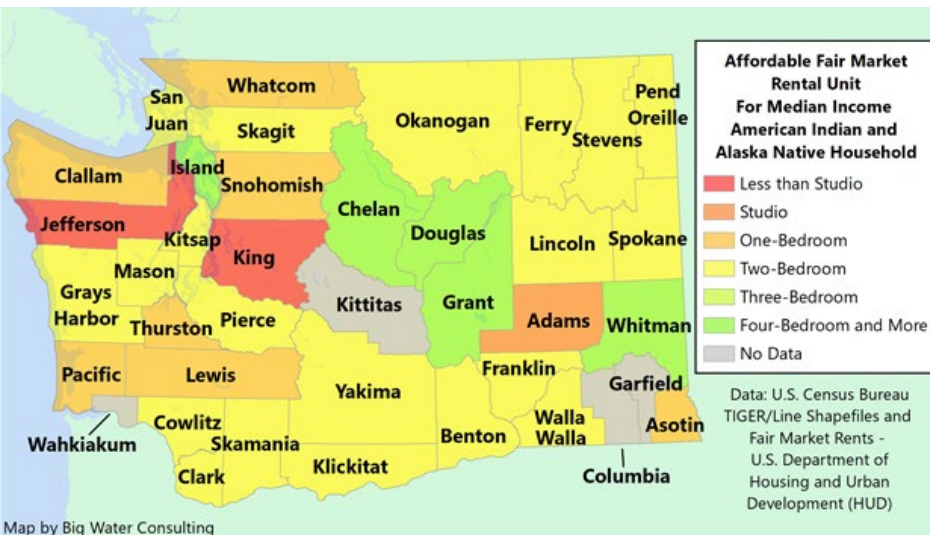 Affordable Fair Market
Rental Unit
For Median Income
American Indian and
Alaska Native Household
Less than Studio
Studio
One-Bedroom
Two-Bedroom
Three-Bedroom
Four-Bedroom and More
No Data
Data: U.S. Census Bureau
TIGER/Line Shapefiles and
Fair Market Rents -
U.S. Department of
Housing and Urban
Development (HUD)
Whatcom
San
Juan
Skagit
Okanogan
Ferry
Stevens
Pend
Oreille
Clallam
Island
Snohomish
Chelan
Jefferson
Kitsap
King
Douglas
Lincoln
Spokane
Mason
Grays
Harbor
Thurston
Pierce
Kittitas
Grant
Adams
Whitman
Pacific
Lewis
Yakima
Franklin
Garfield
Wahkiakum
Cowlitz
Skamania
Benton
Walla
Walla
Asotin
Clark
Klickitat
Columbia
Map by Big Water Consulting